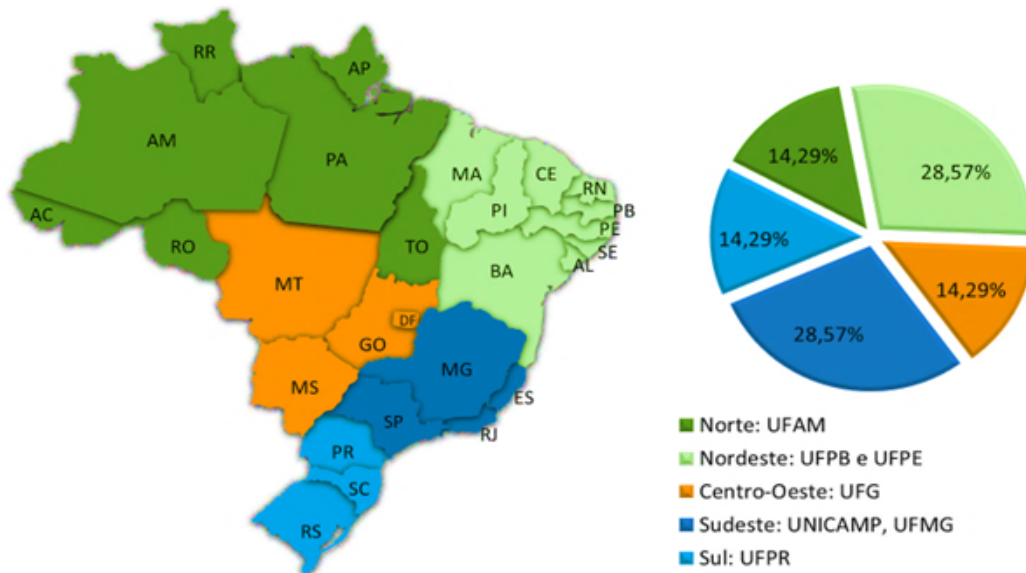 RR
AP
AM
PA
MA
CE
RN
PB
PI
PE
AC
SE
RO
TO
AL
BA
MT
DF
GO
MG
MS
ES
SP
RJ
PR
SC
RS
14,29%
28,57%
14,29%
14,29%
28,57%
Norte: UFAM
Nordeste: UFPB e UFPE
Centro-Oeste: UFG
Sudeste: UNICAMP, UFMG
Sul: UFPR